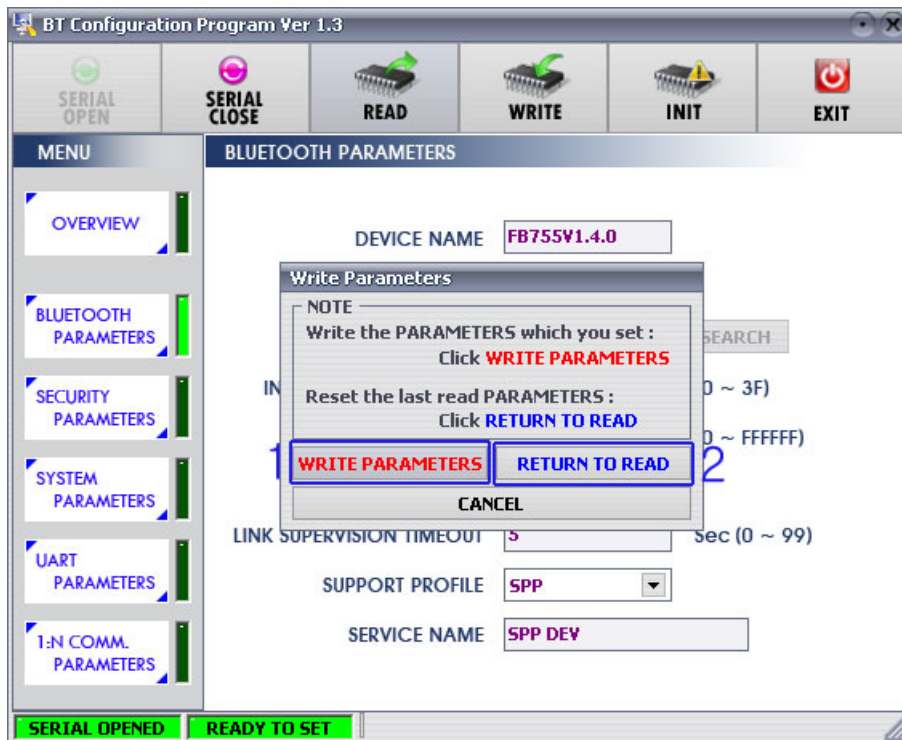 BT Configuration Program Ver 1.3
SERIAL OPEN
SERIAL CLOSE
READ
WRITE
INIT
EXIT
MENU
BLUETOOTH PARAMETERS
OVERVIEW
BLUETOOTH
PARAMETERS
SECURITY
PARAMETERS
SYSTEM
PARAMETERS
UART
PARAMETERS
1:N COMM.
PARAMETERS
DEVICE NAME FB755V1.4.0
SEARCH
IN
0 ~ 3F)
0 ~ FFFFFF)
Write Parameters
NOTE
Write the PARAMETERS which you set :
Click WRITE PARAMETERS
Reset the last read PARAMETERS :
Click RETURN TO READ
1 WRITE PARAMETERS RETURN TO READ 2
CANCEL
LINK SUPERVISION TIMEOUT 5 Sec (0 ~ 99)
SUPPORT PROFILE SPP
SERVICE NAME SPP DEV
SERIAL OPENED READY TO SET